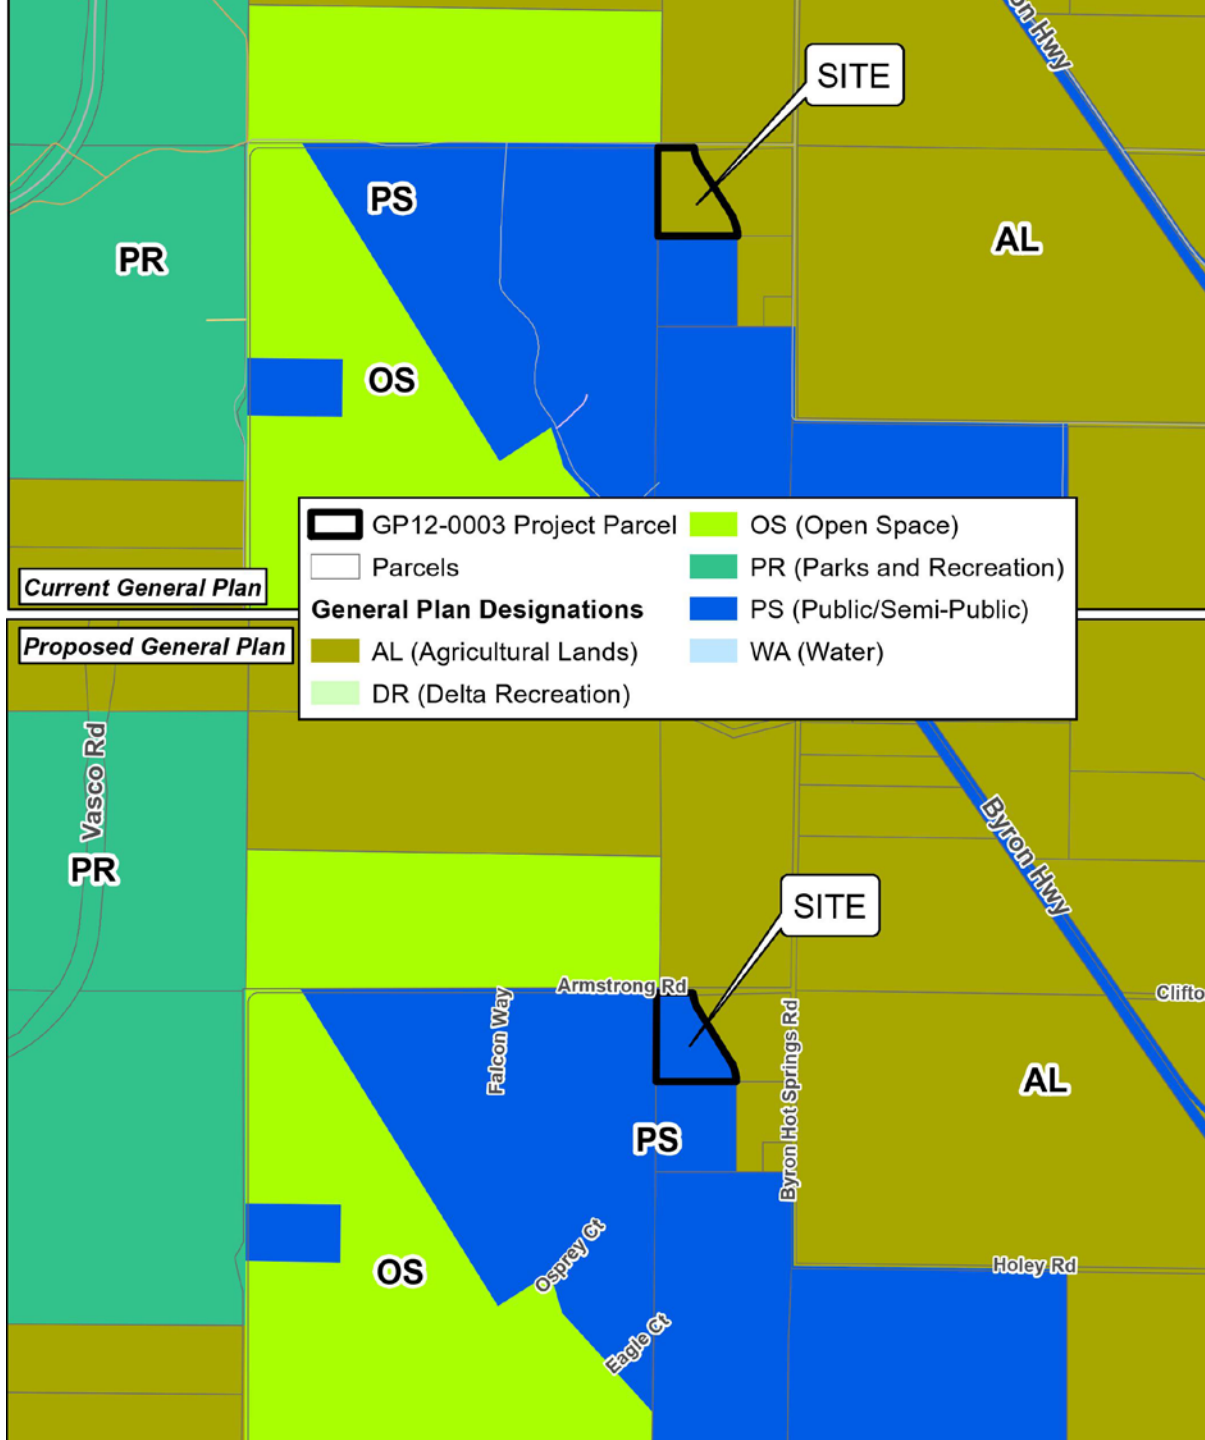 on Hwy
SITE
PS
PR
AL
OS
Current General Plan
GP12-0003 Project Parcel
Parcels
General Plan Designations
AL (Agricultural Lands)
DR (Delta Recreation)
OS (Open Space)
PR (Parks and Recreation)
PS (Public/Semi-Public)
WA (Water)
Proposed General Plan
Vasco Rd
PR
Byron Hwy
SITE
Armstrong Rd
Clifto
Falcon Way
Byron Hot Springs Rd
AL
PS
Osprey Ct
OS
Holey Rd
Eagle Ct